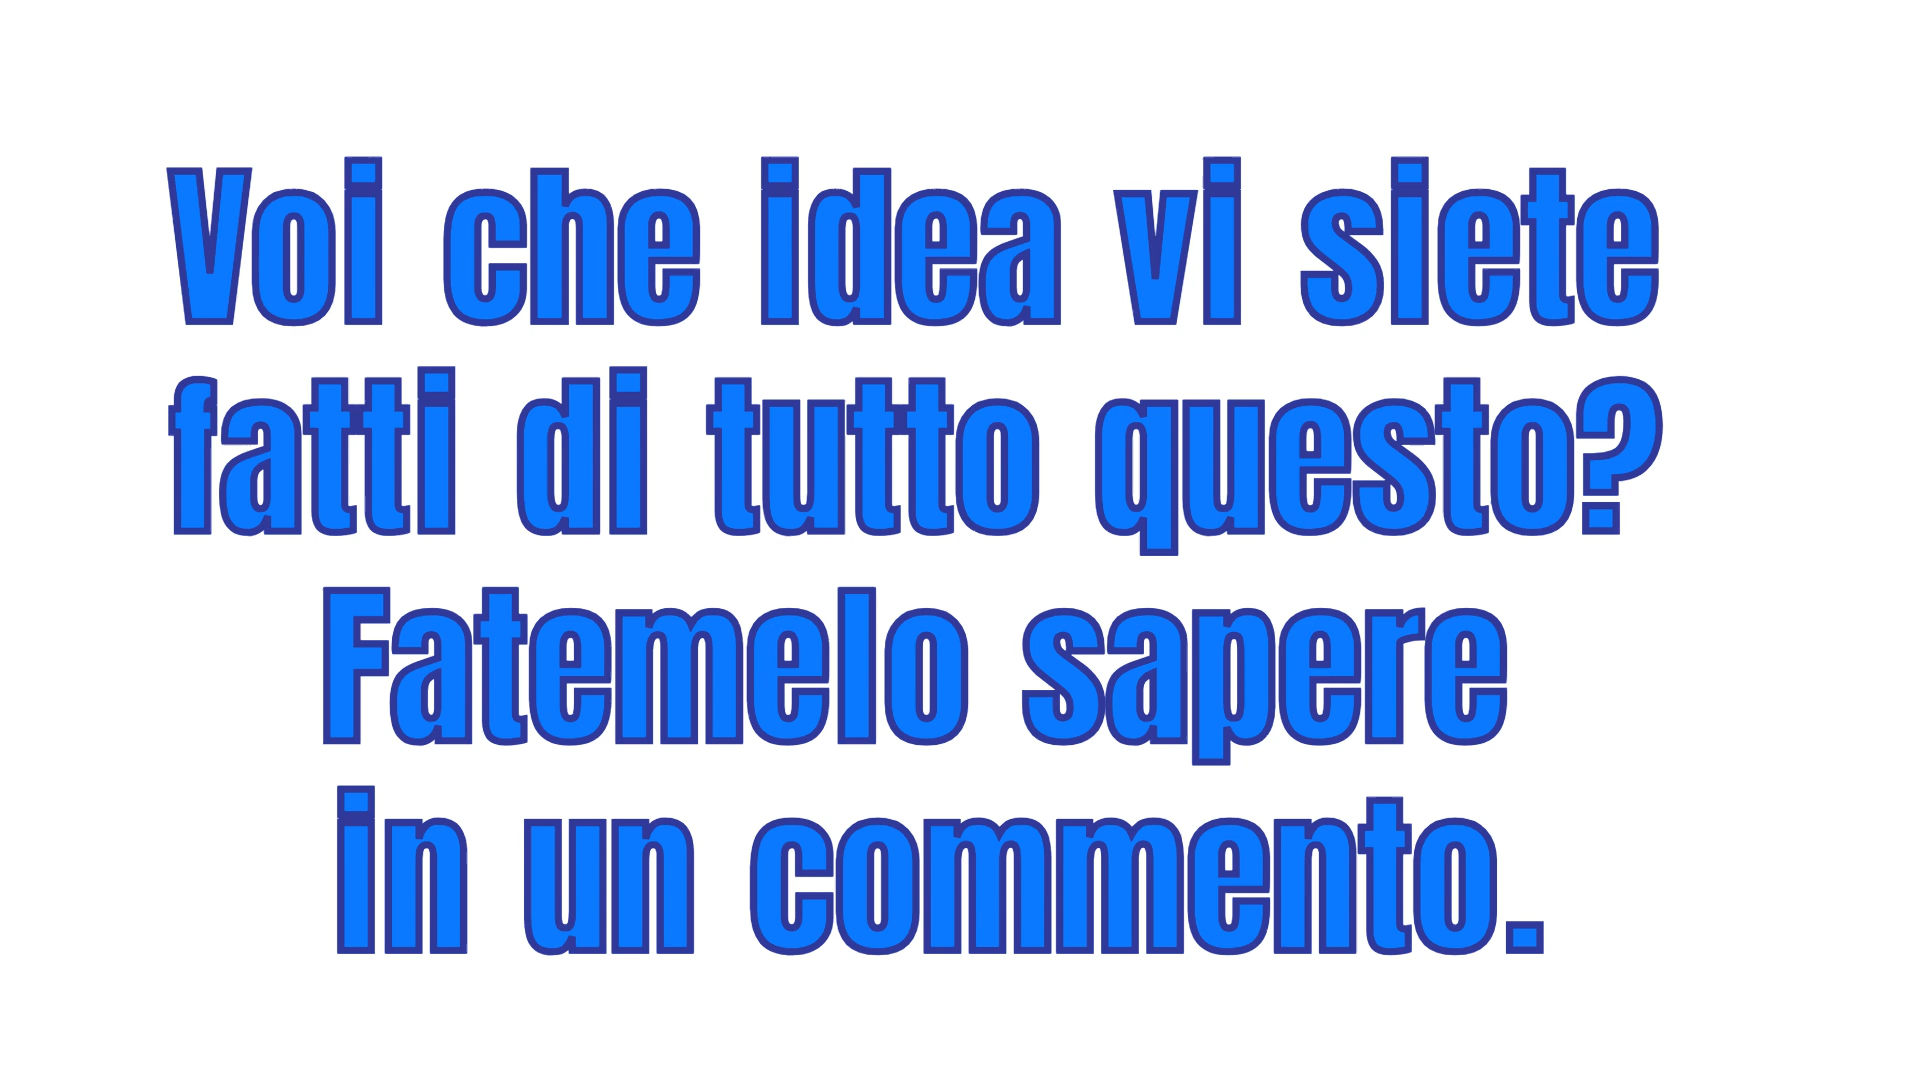 Voi che idea vi siete
fatti di tutto questo?
Fatemelo sapere
in un commento.